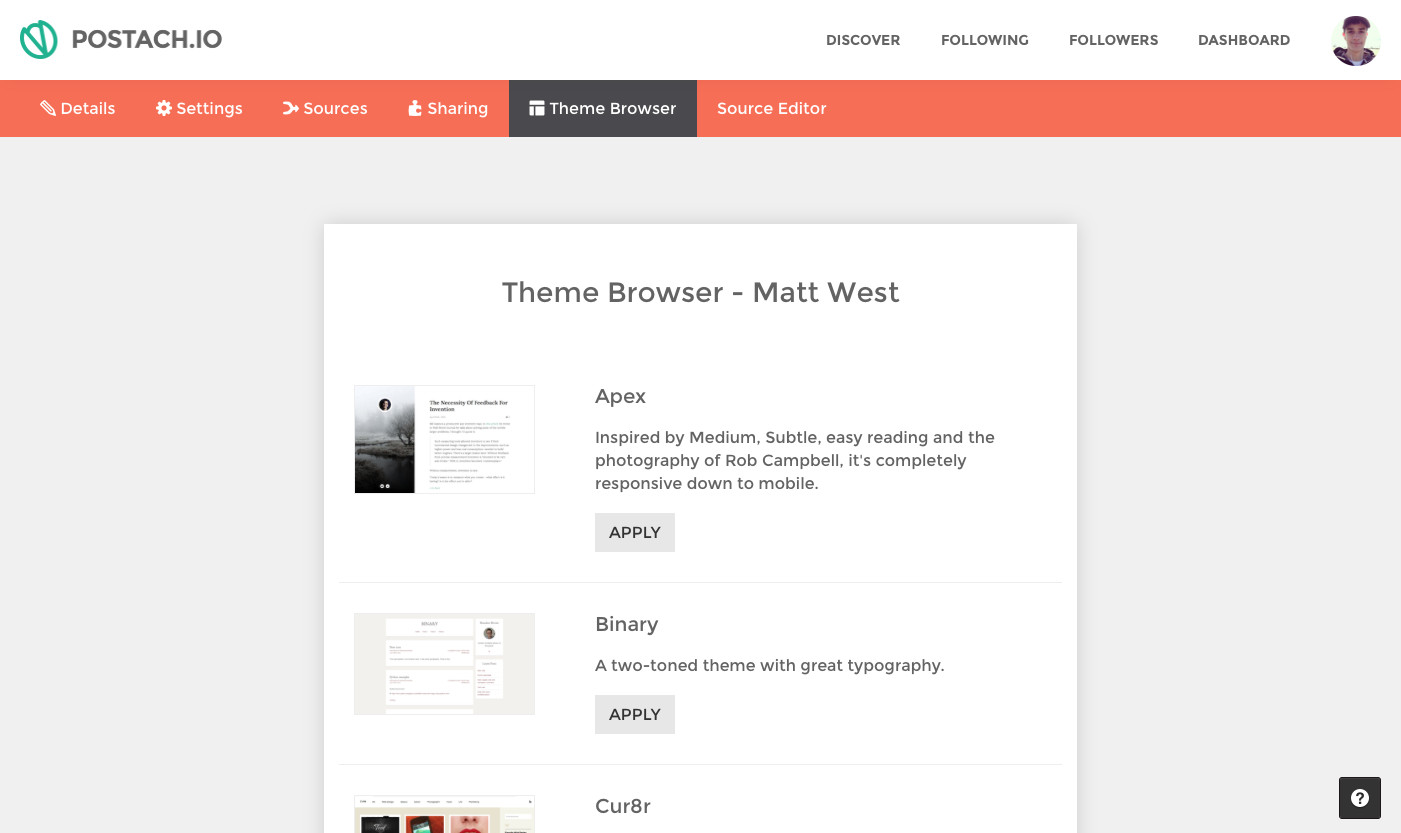 POSTACH.IO
DISCOVER FOLLOWING FOLLOWERS DASHBOARD
Details Settings Sources Sharing Theme Browser Source Editor
Theme Browser - Matt West
The Necessity Of Feedback For
Invention
Apex
Inspired by Medium, Subtle, easy reading and the
photography of Rob Campbell, it's completely
responsive down to mobile.
APPLY
BINARY
Binary
A two-toned theme with great typography.
APPLY
Cur8r